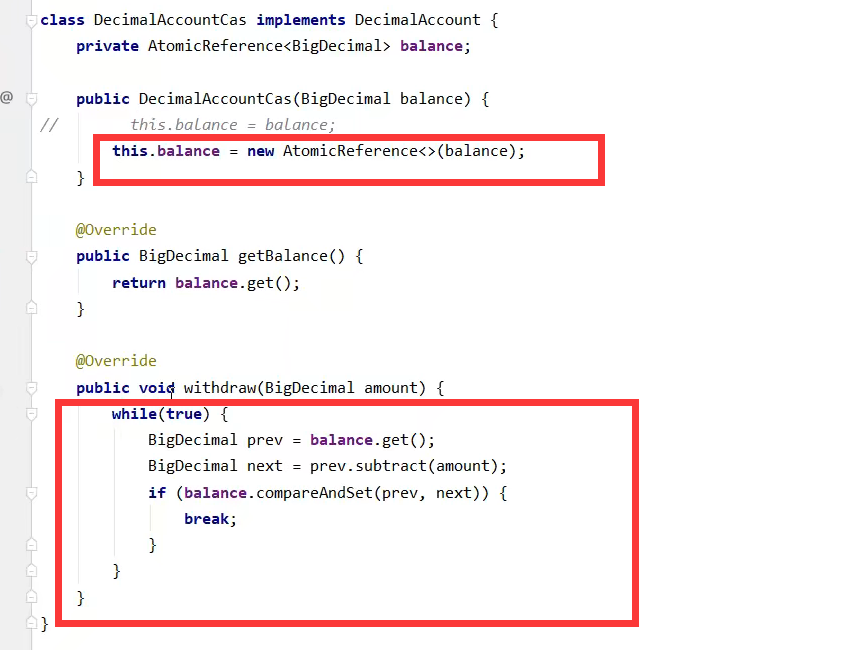 class DecimalAccountCas implements DecimalAccount {
private AtomicReference<BigDecimal> balance;
@
public DecimalAccountCas(BigDecimal balance) {
// this.balance = balance;
this.balance = new AtomicReference<>(balance);
}
@Override
public BigDecimal getBalance() {
return balance.get();
}
@Override
public void withdraw(BigDecimal amount) {
while(true) {
BigDecimal prev = balance.get();
BigDecimal next = prev.subtract(amount);
if (balance.compareAndSet(prev, next)) {
break;
}
}
}
}